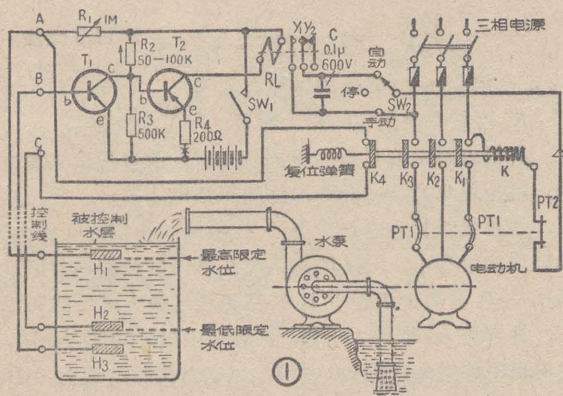 A
R₁ 1M
T₁
R₂
50—100K
T₂
Y₁Y₂
C
0.1μ
600V
自动
三相电源
B
b
c
e
b
c
e
RL
SW₁
停
SW₂
手动
R₃
500K
R₄
200Ω
C
复位弹簧
K₄
K₃
K₂
K₁
K
PT2
控制线
被控制
水层
水泵
PT1
PT1
电动机
H₁
最高限定
水位
H₂
最低限定
水位
H₃
①